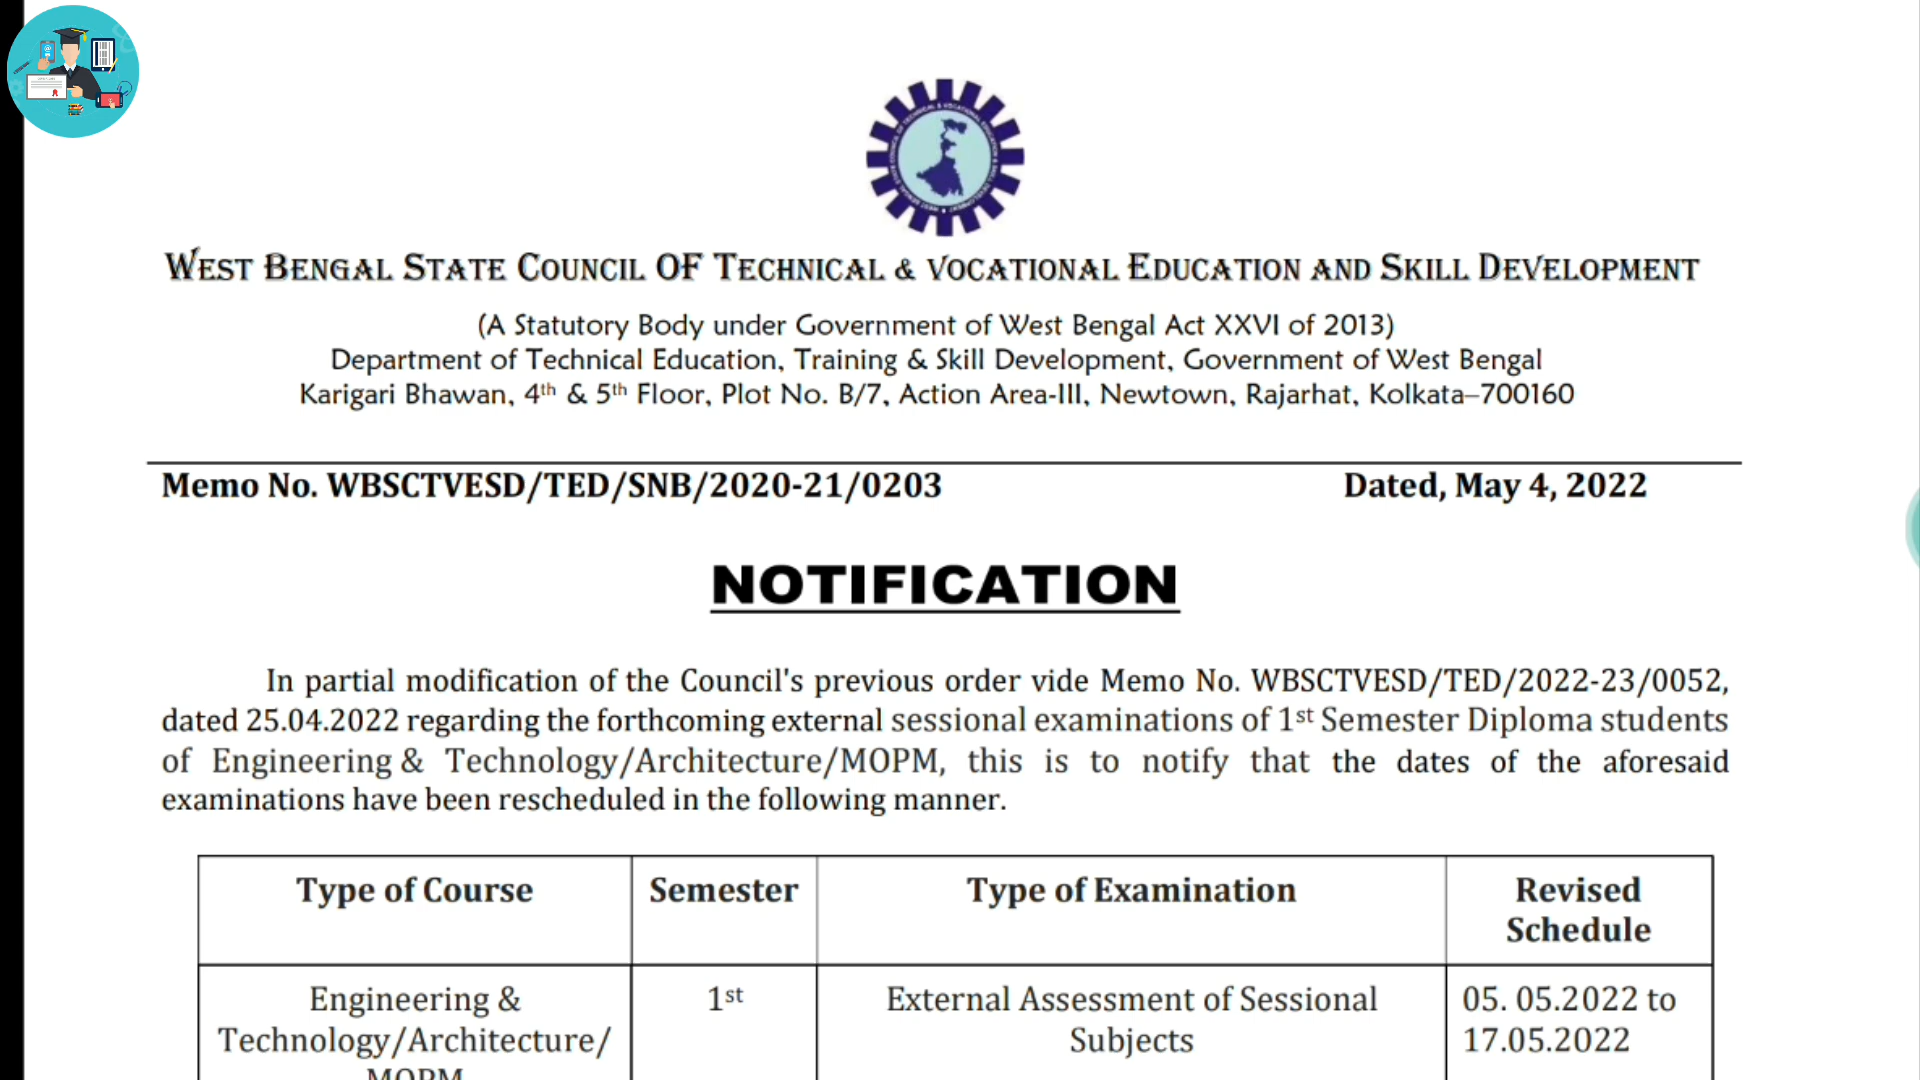 West Bengal State Council Of Technical & Vocational Education and Skill Development
(A Statutory Body under Government of West Bengal Act XXVI of 2013)
Department of Technical Education, Training & Skill Development, Government of West Bengal
Karigari Bhawan, 4th & 5th Floor, Plot No. B/7, Action Area-III, Newtown, Rajarhat, Kolkata–700160
Memo No. WBSCTVESD/TED/SNB/2020-21/0203 Dated, May 4, 2022
NOTIFICATION
In partial modification of the Council's previous order vide Memo No. WBSCTVESD/TED/2022-23/0052,
dated 25.04.2022 regarding the forthcoming external sessional examinations of 1st Semester Diploma students
of Engineering & Technology/Architecture/MOPM, this is to notify that the dates of the aforesaid
examinations have been rescheduled in the following manner.
Type of Course Semester Type of Examination Revised
Schedule
Engineering & 1st External Assessment of Sessional 05. 05.2022 to
Technology/Architecture/ Subjects 17.05.2022
MOPM